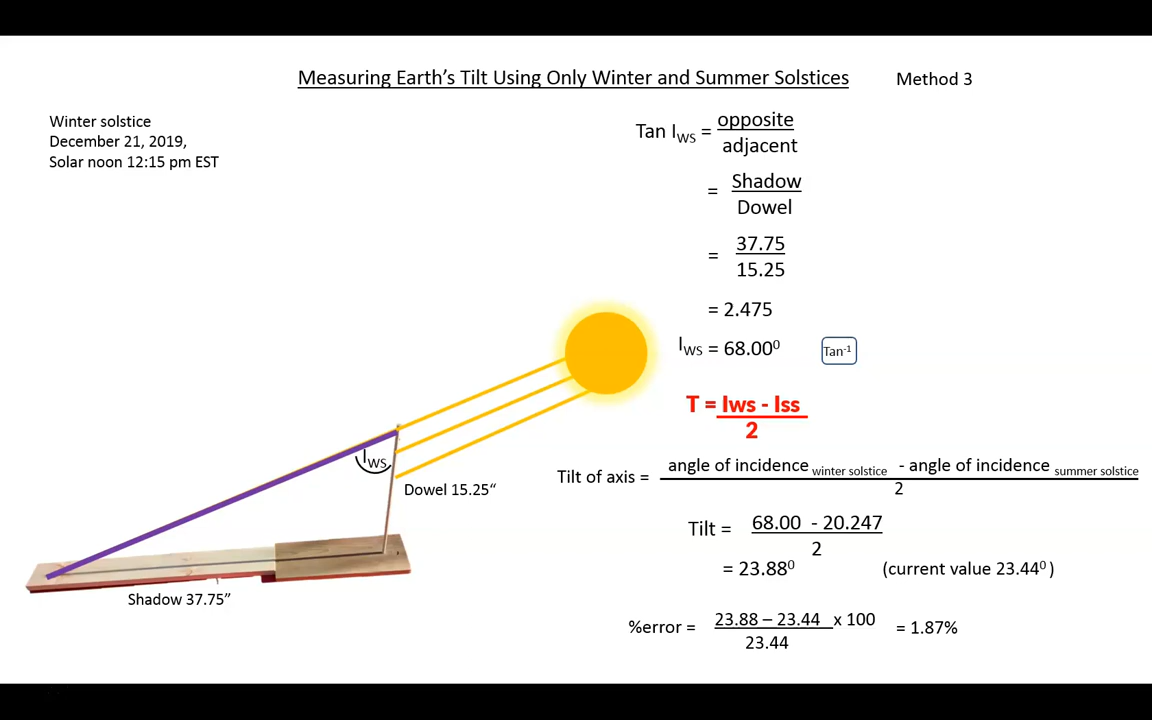 Measuring Earth's Tilt Using Only Winter and Summer Solstices
Method 3
Winter solstice
December 21, 2019,
Solar noon 12:15 pm EST
Tan I_WS = opposite
adjacent
= Shadow
Dowel
= 37.75
15.25
= 2.475
I_WS = 68.00⁰
Tan⁻¹
T = Iws - Iss
2
Tilt of axis = angle of incidence winter solstice - angle of incidence summer solstice
2
Tilt = 68.00 - 20.247
2
= 23.88⁰ (current value 23.44⁰ )
%error = 23.88 – 23.44 x 100 = 1.87%
23.44
I_WS
Dowel 15.25“
Shadow 37.75”